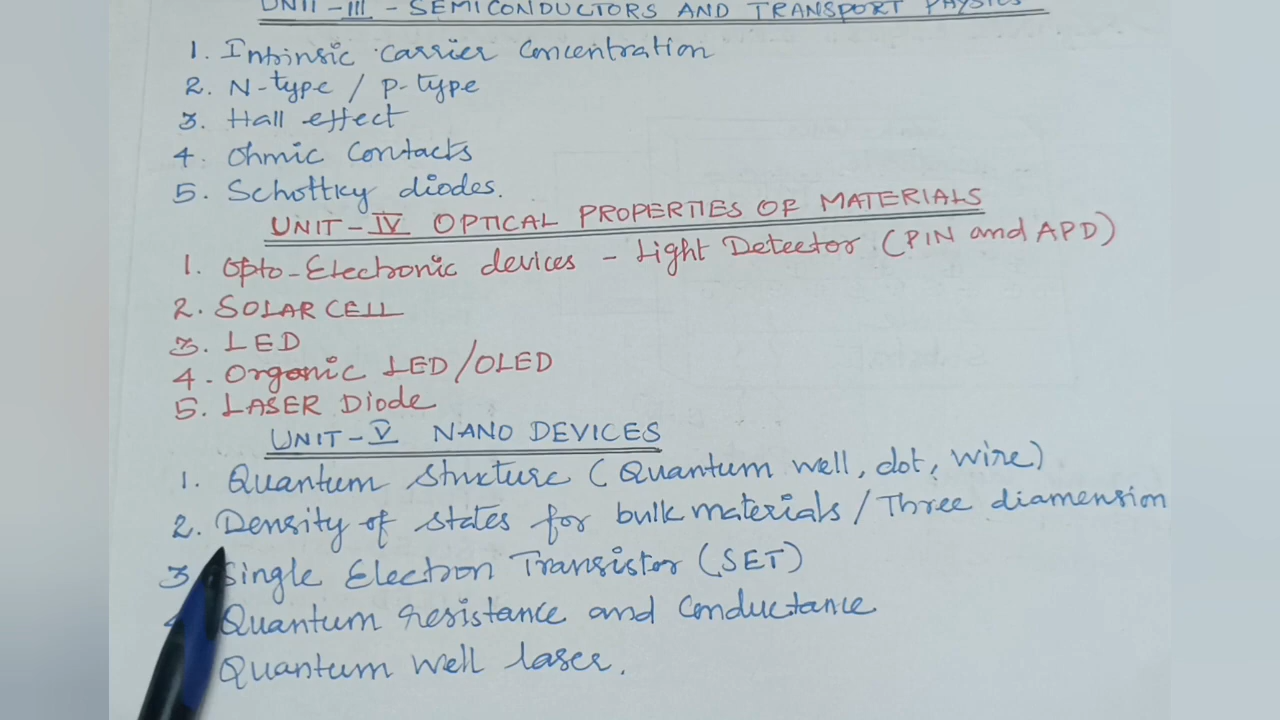 UNIT-III - SEMICONDUCTORS AND TRANSPORT PHYSICS
1. Intrinsic carrier concentration
2. N-type / P-type
3. Hall effect
4. Ohmic contacts
5. Schottky diodes.
UNIT-IV OPTICAL PROPERTIES OF MATERIALS
1. Opto-Electronic devices - Light Detector (PIN and APD)
2. SOLAR CELL
3. LED
4. Organic LED/OLED
5. LASER Diode
UNIT-V NANO DEVICES
1. Quantum Structure (Quantum well, dot, wire)
2. Density of states for bulk materials / Three diamension
3 Single Electron Transistor (SET)
4 Quantum resistance and conductance
Quantum well laser.